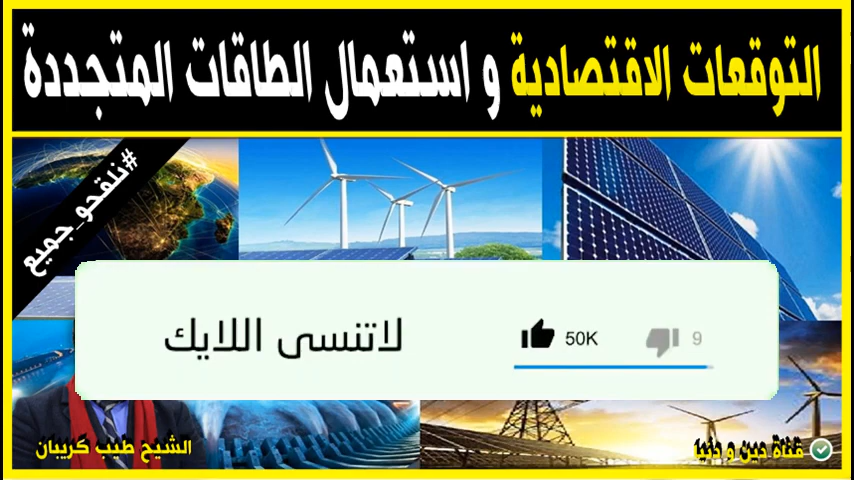 التوقعات الاقتصادية و استعمال الطاقات المتجددة
#نلقحو_جميع
لاتنسى اللايك
50K
9
الشيخ طيب كريبان
قناة دين و دنيا